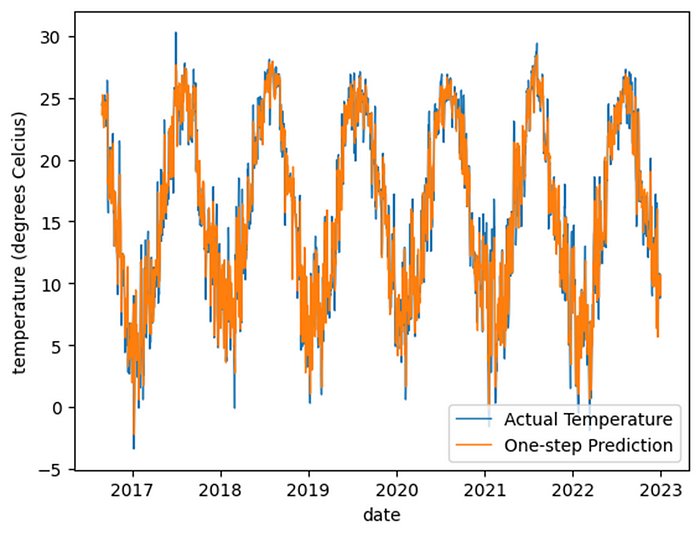 30
25
20
15
10
5
0
−5
temperature (degrees Celcius)
Actual Temperature
One-step Prediction
2017 2018 2019 2020 2021 2022 2023
date